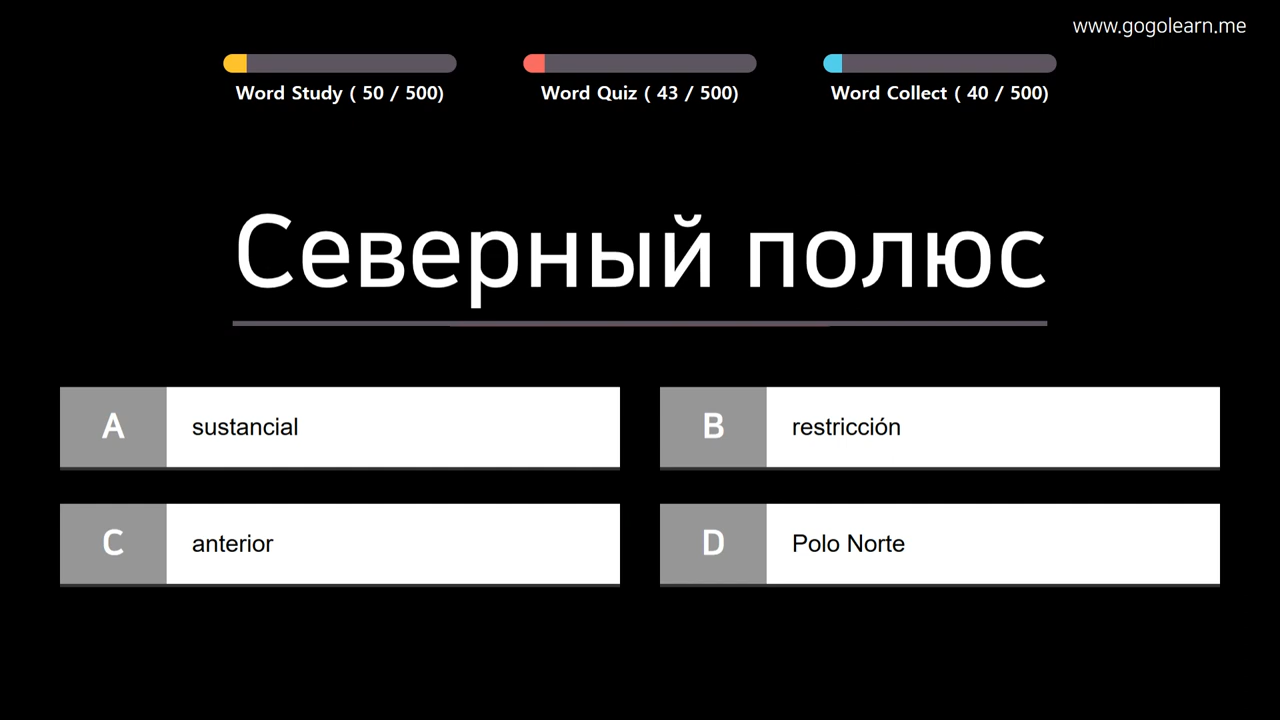 www.gogolearn.me
Word Study ( 50 / 500)
Word Quiz ( 43 / 500)
Word Collect ( 40 / 500)
Северный полюс
A
sustancial
B
restricción
C
anterior
D
Polo Norte